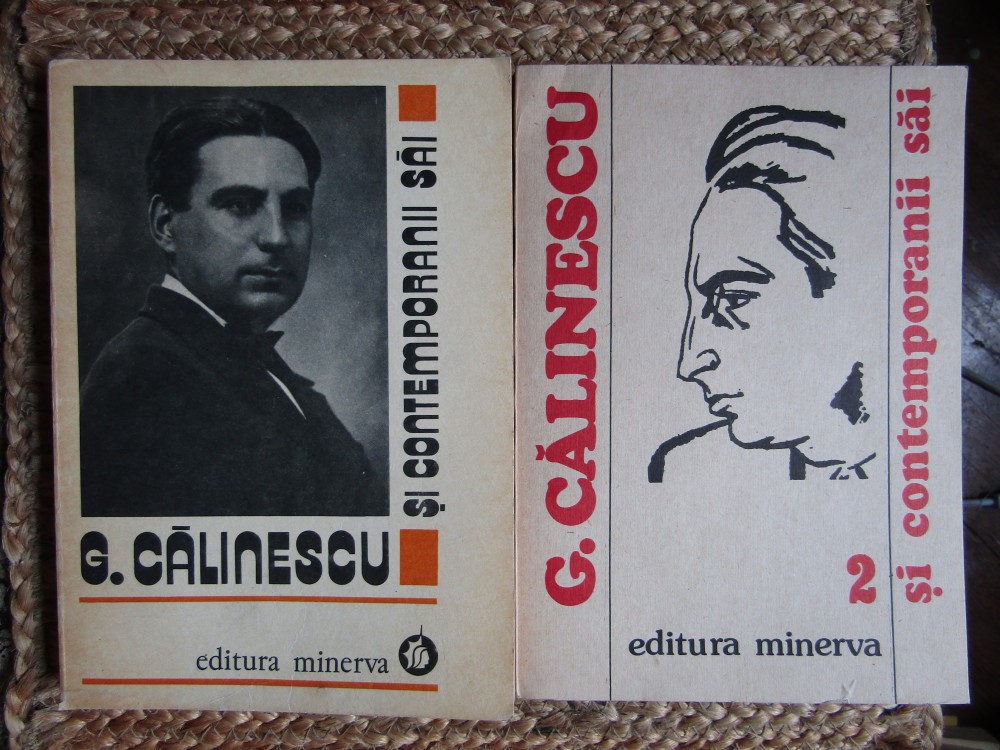 G. CĂLINESCU
ȘI CONTEMPORANII SĂI
editura minerva
G. CĂLINESCU
și contemporanii săi
2
editura minerva